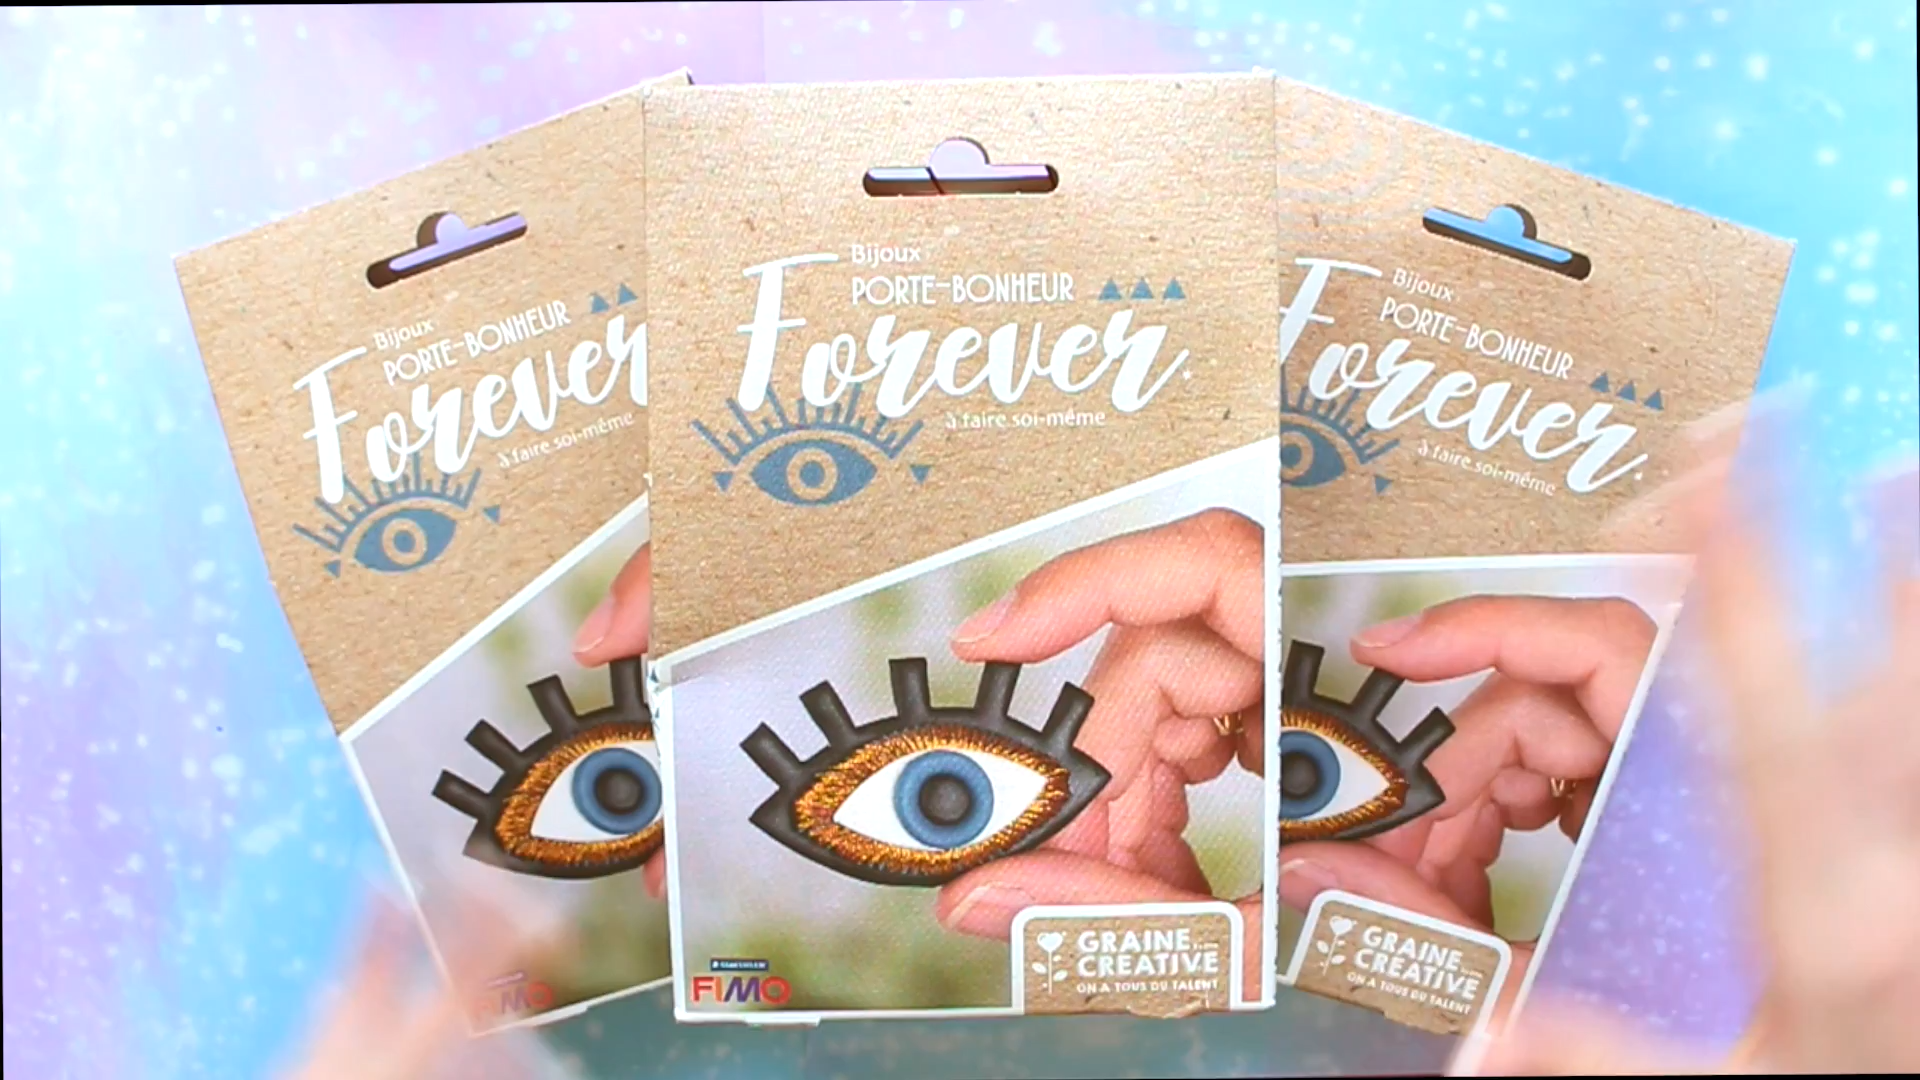 Bijoux
PORTE-BONHEUR
Forever
à faire soi-même
FIMO
Bijoux
PORTE-BONHEUR
Forever
à faire soi-même
STAEDTLER
FIMO
GRAINE
CREATIVE
ON A TOUS DU TALENT
Bijoux
PORTE-BONHEUR
Forever
à faire soi-même
GRAINE
CREATIVE
ON A TOUS DU TALENT